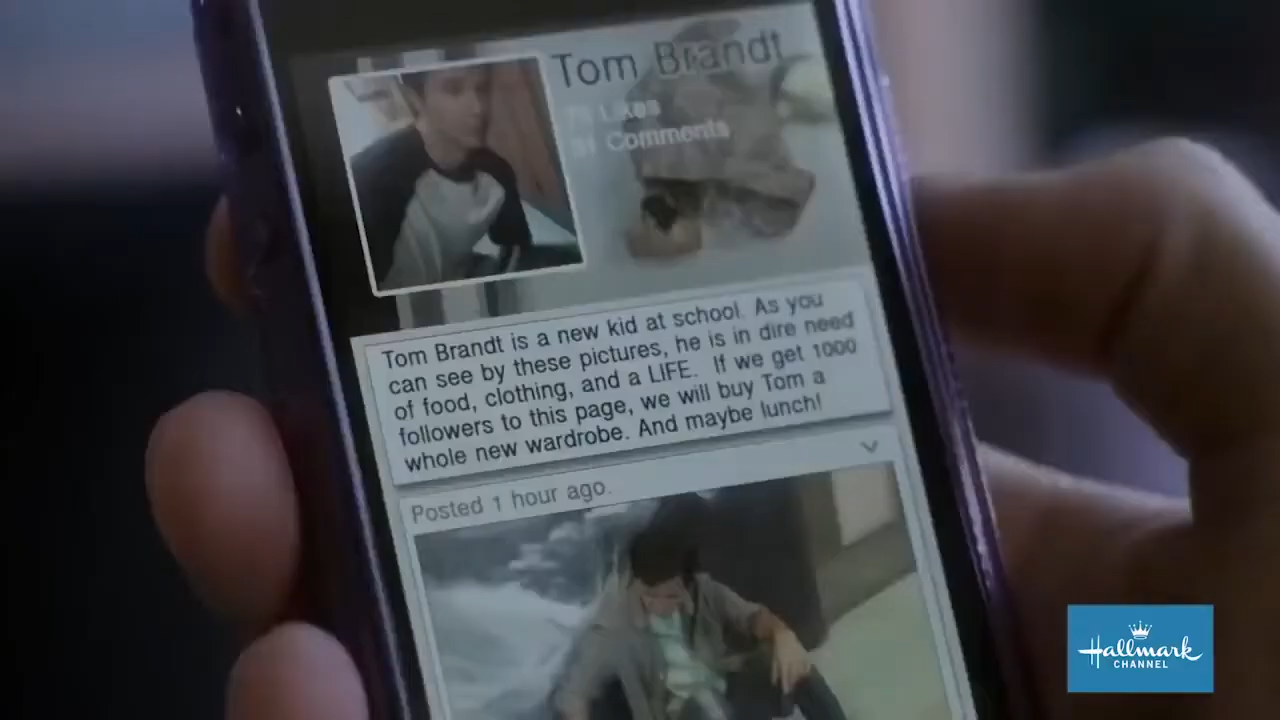 Tom Brandt
Likes
Comments
Tom Brandt is a new kid at school. As you
can see by these pictures, he is in dire need
of food, clothing, and a LIFE. If we get 1000
followers to this page, we will buy Tom a
whole new wardrobe. And maybe lunch!
Posted 1 hour ago.
Hallmark
CHANNEL